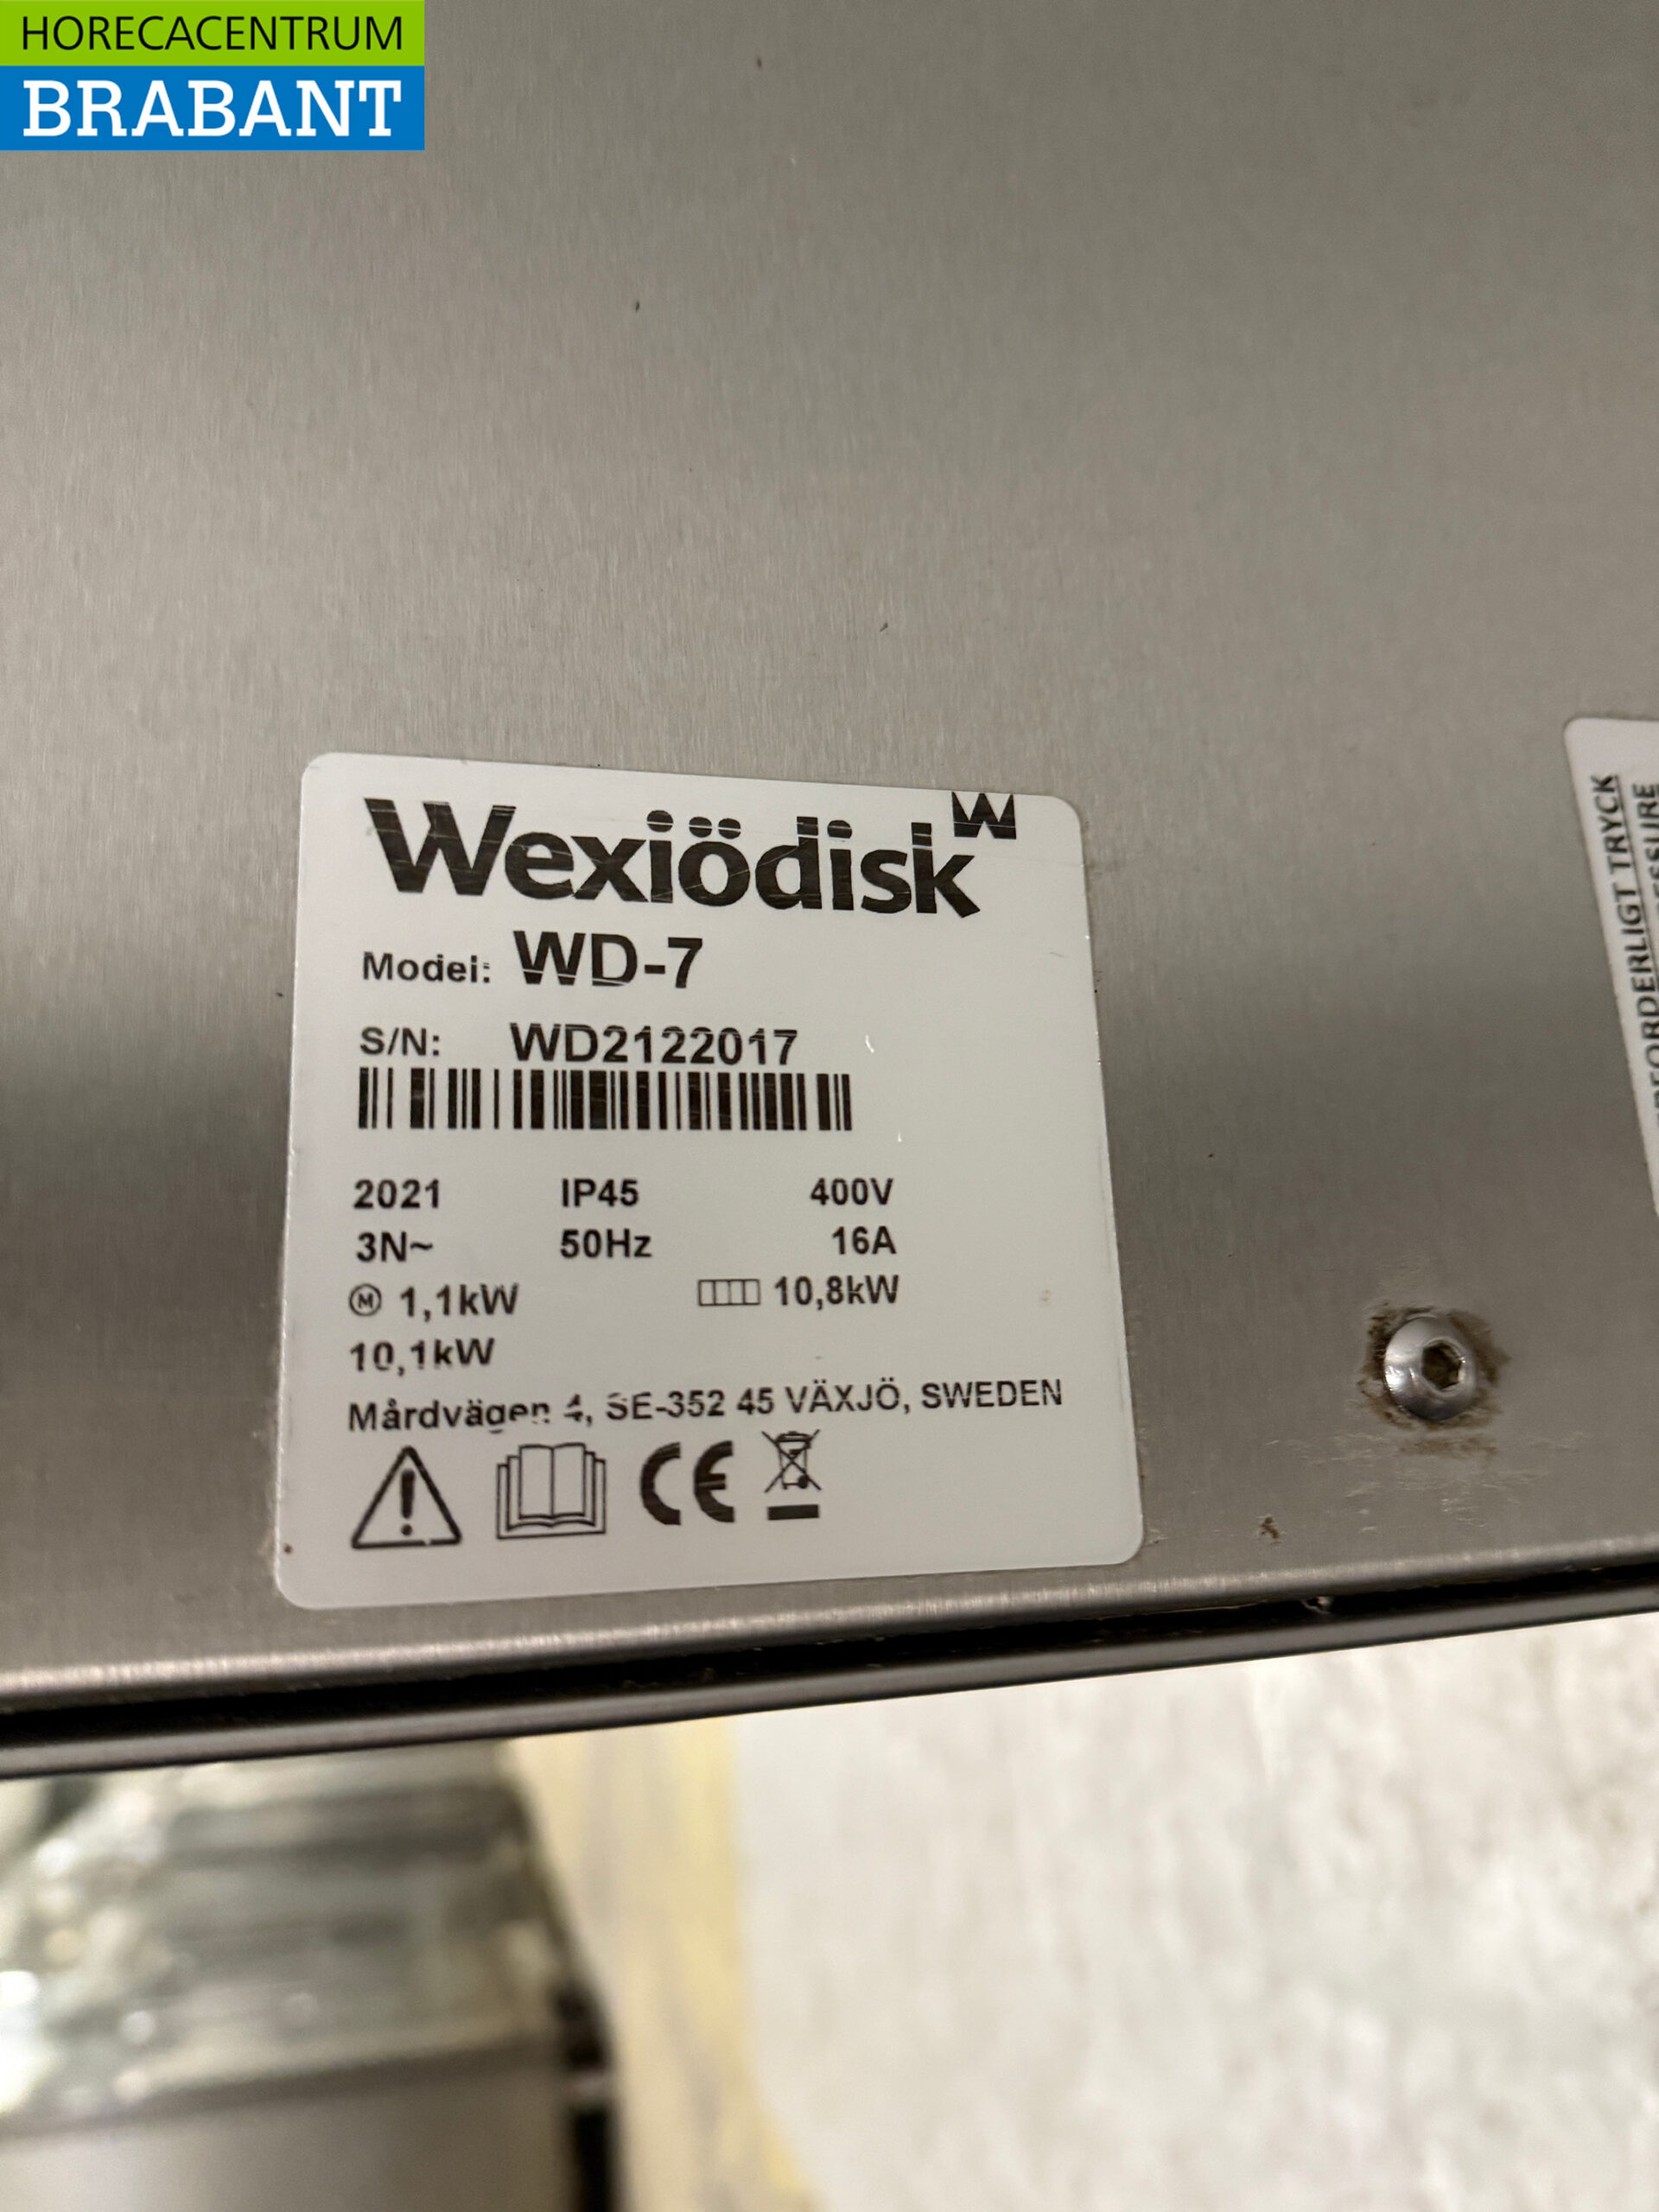 HORECACENTRUM
BRABANT
Wexiödisk
Model: WD-7
S/N: WD2122017
2021 IP45 400V
3N~ 50Hz 16A
M 1,1kW 10,8kW
10,1kW
Mårdvägen 4, SE-352 45 VÄXJÖ, SWEDEN
CE
ERFORDERLIGT TRYCK